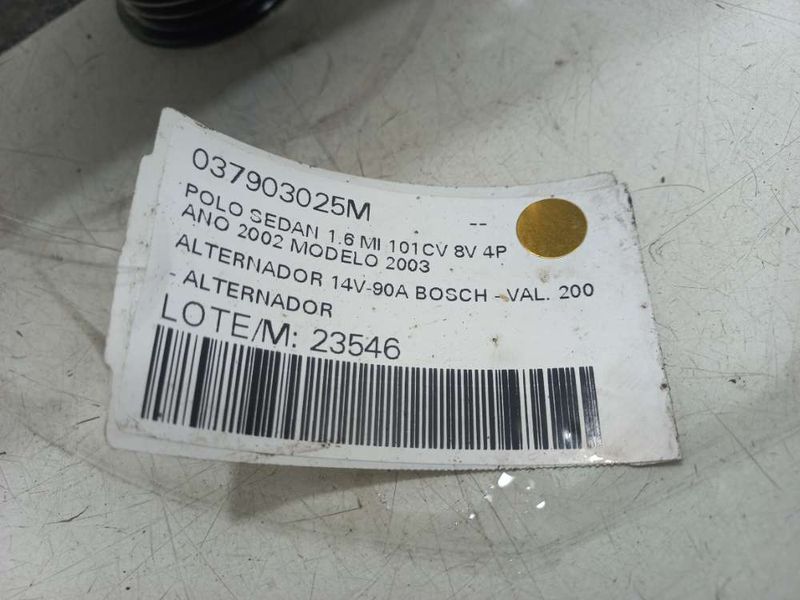 037903025M --
POLO SEDAN 1.6 MI 101CV 8V 4P
ANO 2002 MODELO 2003
ALTERNADOR 14V-90A BOSCH - VAL. 200
- ALTERNADOR
LOTE/M: 23546